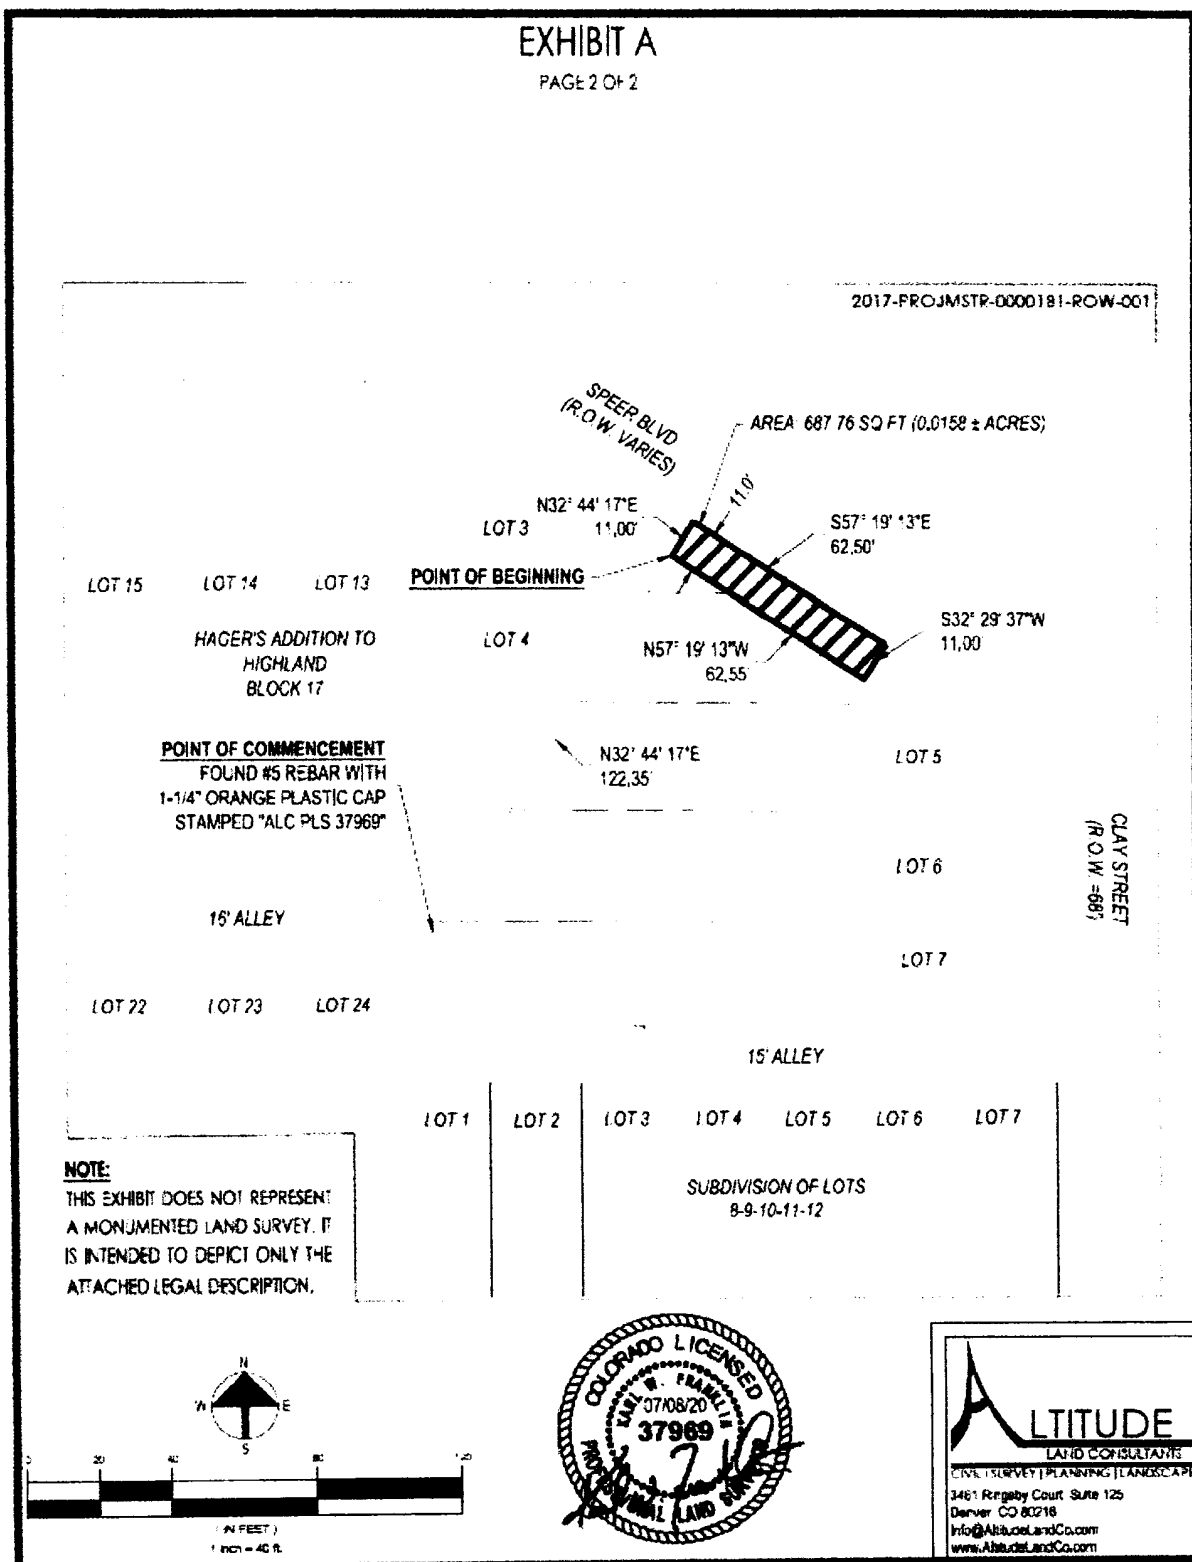 EXHIBIT A
PAGE 2 OF 2
2017-PROJMSTR-0000181-ROW-001
SPEER BLVD
(R.O.W. VARIES)
AREA 687.76 SQ FT (0.0158 ± ACRES)
11.0'
N32° 44' 17"E
11.00'
S57° 19' 13"E
62.50'
LOT 3
POINT OF BEGINNING
LOT 15
LOT 14
LOT 13
S32° 29' 37"W
11.00'
HAGER'S ADDITION TO
HIGHLAND
BLOCK 17
LOT 4
N57° 19' 13"W
62.55'
POINT OF COMMENCEMENT
FOUND #5 REBAR WITH
1-1/4" ORANGE PLASTIC CAP
STAMPED "ALC PLS 37969"
N32° 44' 17"E
122.35'
LOT 5
CLAY STREET
(R.O.W. =68')
LOT 6
16' ALLEY
LOT 7
LOT 22
LOT 23
LOT 24
15' ALLEY
LOT 1
LOT 2
LOT 3
LOT 4
LOT 5
LOT 6
LOT 7
SUBDIVISION OF LOTS
8-9-10-11-12
NOTE:
THIS EXHIBIT DOES NOT REPRESENT
A MONUMENTED LAND SURVEY. IT
IS INTENDED TO DEPICT ONLY THE
ATTACHED LEGAL DESCRIPTION.
N
W E
S
0 20 40 80 120
( IN FEET )
1 inch = 40 ft.
COLORADO LICENSED
KARL W. FRANKLIN
07/08/20
37969
PROFESSIONAL LAND SURVEYOR
ALTITUDE
LAND CONSULTANTS
CIVIL | SURVEY | PLANNING | LANDSCAPE
3461 Ringsby Court Suite 125
Denver CO 80216
Info@AltitudeLandCo.com
www.AltitudeLandCo.com